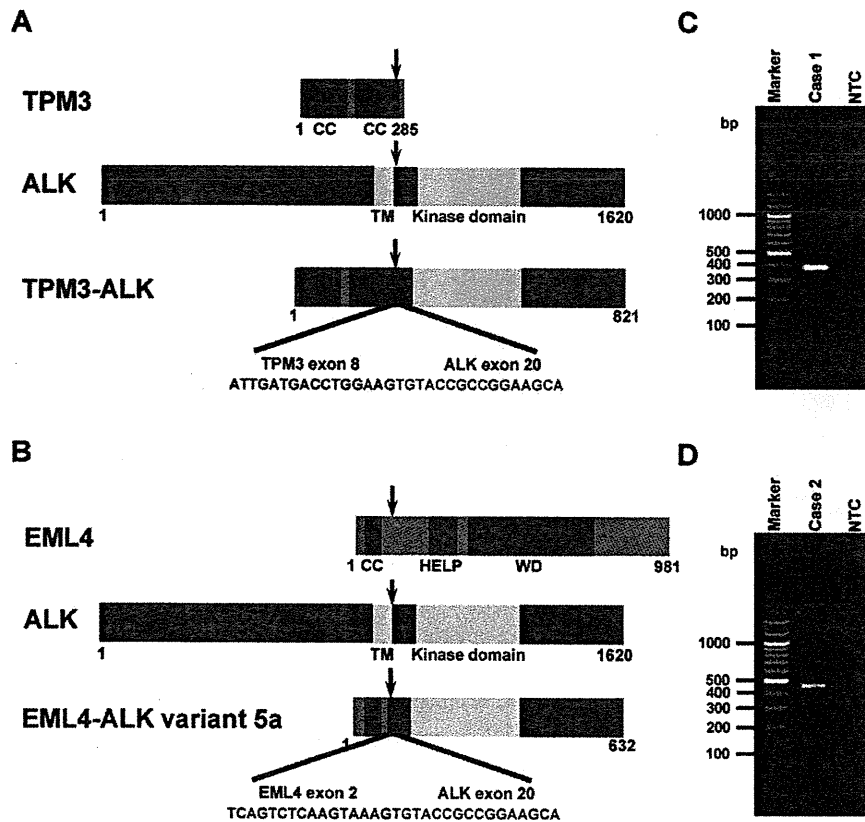 A
TPM3
1 CC CC 285
ALK
1 TM Kinase domain 1620
TPM3-ALK
1 821
TPM3 exon 8 ALK exon 20
ATTGATGACCTGGAAGTGTACCGCCGGAAGCA
B
EML4
1 CC HELP WD 981
ALK
1 TM Kinase domain 1620
EML4-ALK variant 5a
1 632
EML4 exon 2 ALK exon 20
TCAGTCTCAAGTAAAGTGTACCGCCGGAAGCA
C
Marker Case 1 NTC
bp
1000
500
400
300
200
100
D
Marker Case 2 NTC
bp
1000
500
400
300
200
100